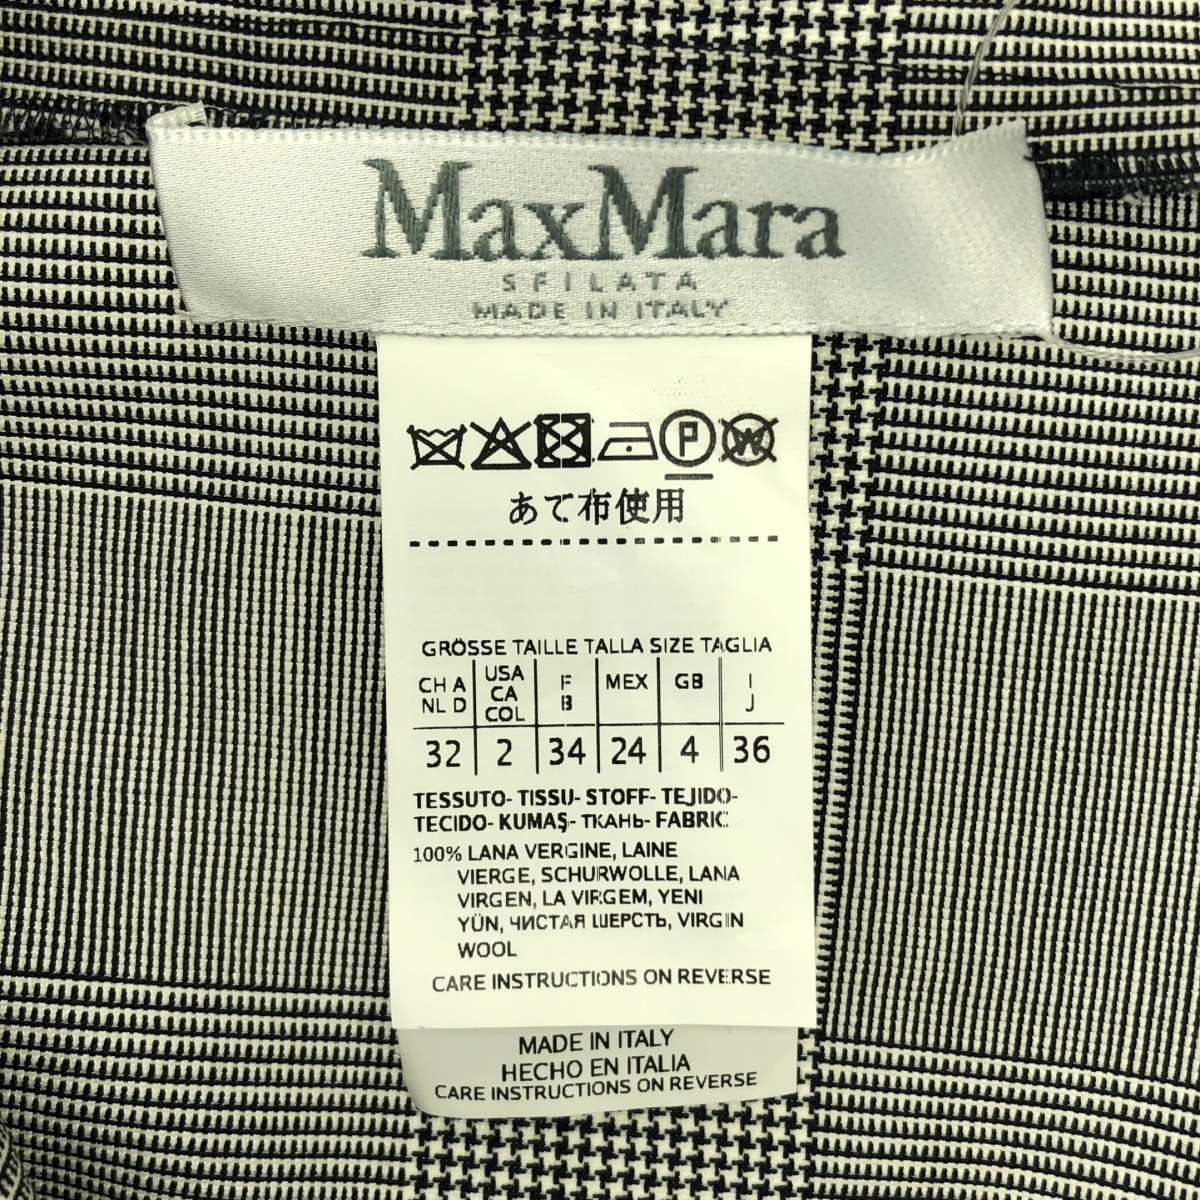 MaxMara
SFILATA
MADE IN ITALY
P W
あて布使用
GRÖSSE TAILLE TALLA SIZE TAGLIA
CH A USA F MEX GB I
NL D CA B J
COL
32 2 34 24 4 36
TESSUTO- TISSU- STOFF- TEJIDO-
TECIDO- KUMAŞ- ТКАНЬ- FABRIC
100% LANA VERGINE, LAINE
VIERGE, SCHURWOLLE, LANA
VIRGEN, LA VIRGEM, YENI
YÜN, ЧИСТАЯ ШЕРСТЬ, VIRGIN
WOOL
CARE INSTRUCTIONS ON REVERSE
MADE IN ITALY
HECHO EN ITALIA
CARE INSTRUCTIONS ON REVERSE